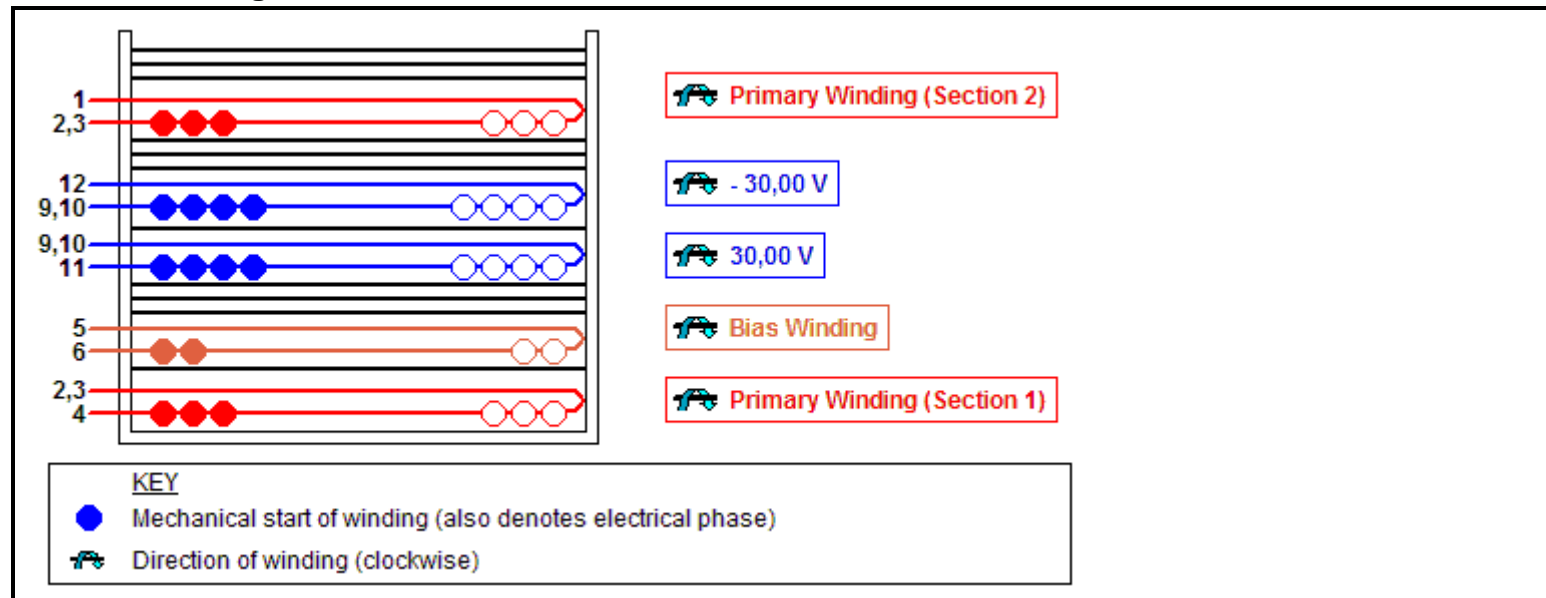 1
2,3
Primary Winding (Section 2)
12
9,10
- 30,00 V
9,10
11
30,00 V
5
6
Bias Winding
2,3
4
Primary Winding (Section 1)
KEY
Mechanical start of winding (also denotes electrical phase)
Direction of winding (clockwise)